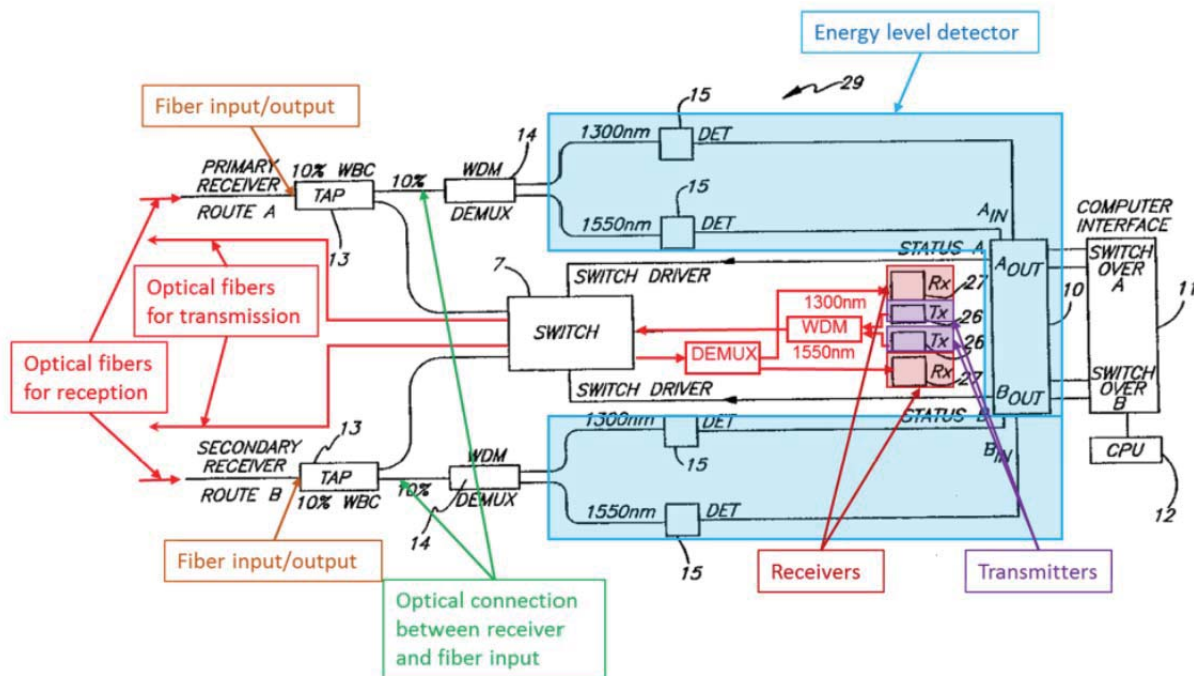 Energy level detector
29
Fiber input/output
15
1300nm
DET
14
PRIMARY
RECEIVER
ROUTE A
10% WBC
TAP
10%
WDM
DEMUX
13
15
1550nm
DET
A IN
COMPUTER
INTERFACE
STATUS A
SWITCH DRIVER
7
A OUT
SWITCH
OVER
A
Optical fibers
for transmission
Rx
27
10
11
1300nm
Tx
26
SWITCH
WDM
1550nm
Tx
26
DEMUX
Rx
27
Optical fibers
for reception
SWITCH DRIVER
B OUT
SWITCH
OVER
B
STATUS B
13
1300nm
DET
B IN
SECONDARY
RECEIVER
ROUTE B
TAP
10% WBC
10%
WDM
DEMUX
14
15
CPU
12
1550nm
DET
15
Fiber input/output
Receivers
Transmitters
Optical connection
between receiver
and fiber input